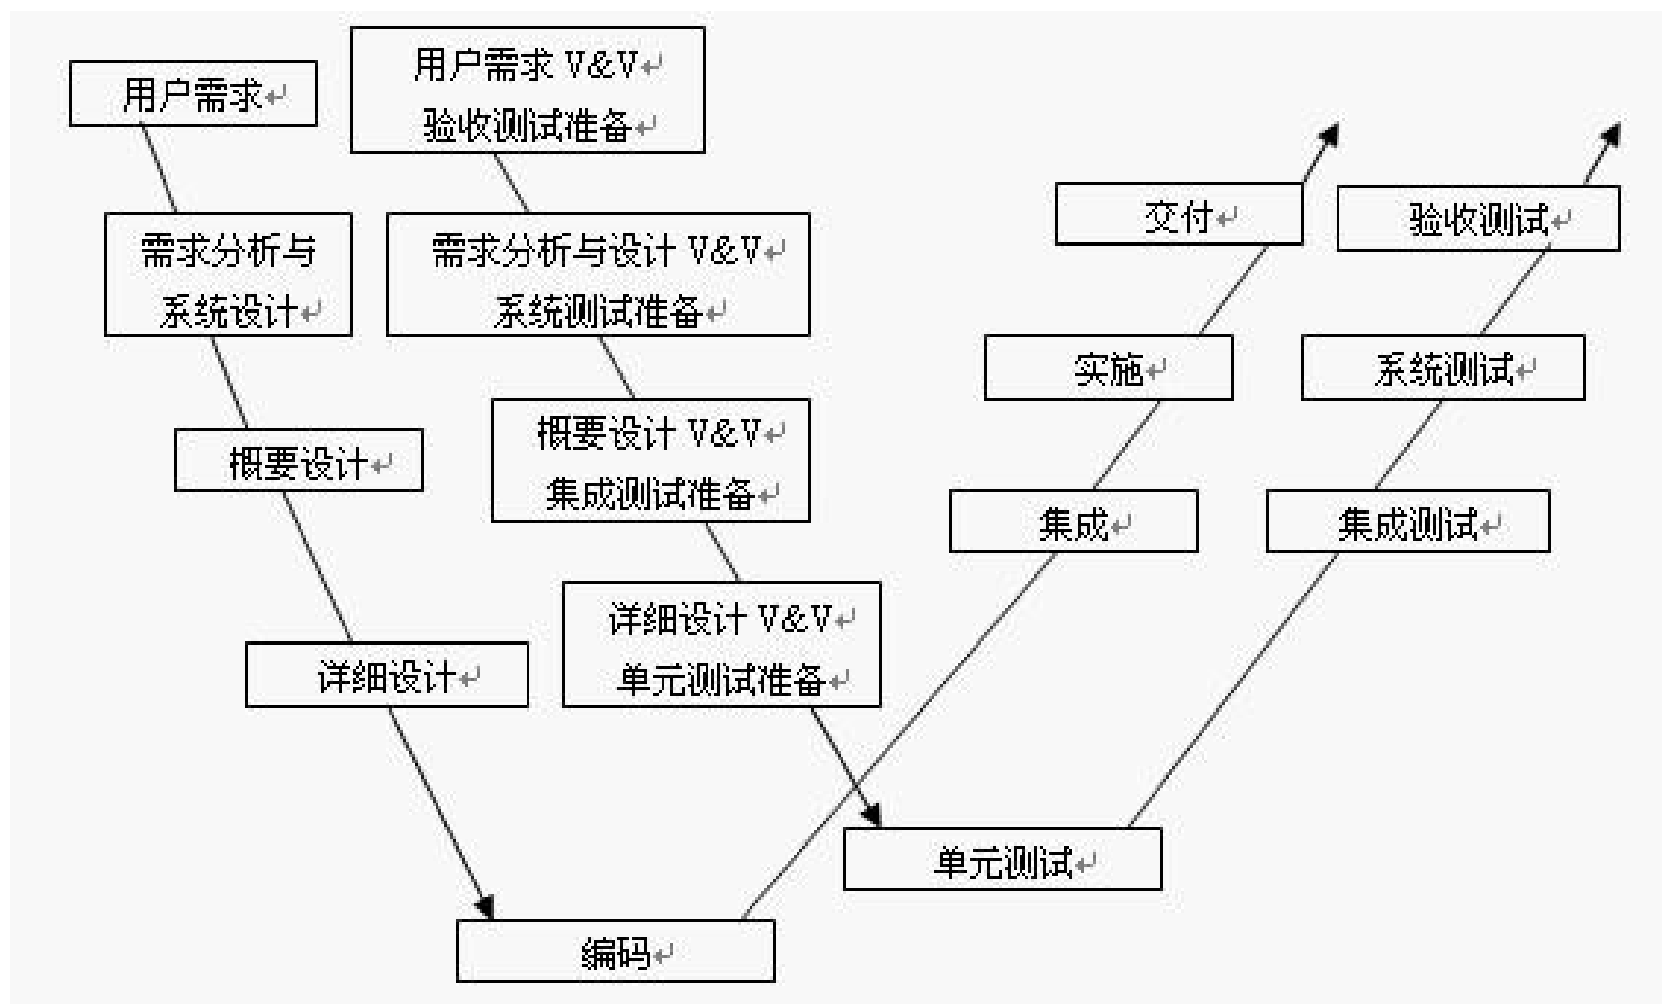 用户需求
用户需求 V&V
验收测试准备
需求分析与
系统设计
需求分析与设计 V&V
系统测试准备
概要设计
概要设计 V&V
集成测试准备
详细设计
详细设计 V&V
单元测试准备
编码
单元测试
集成
集成测试
实施
系统测试
交付
验收测试